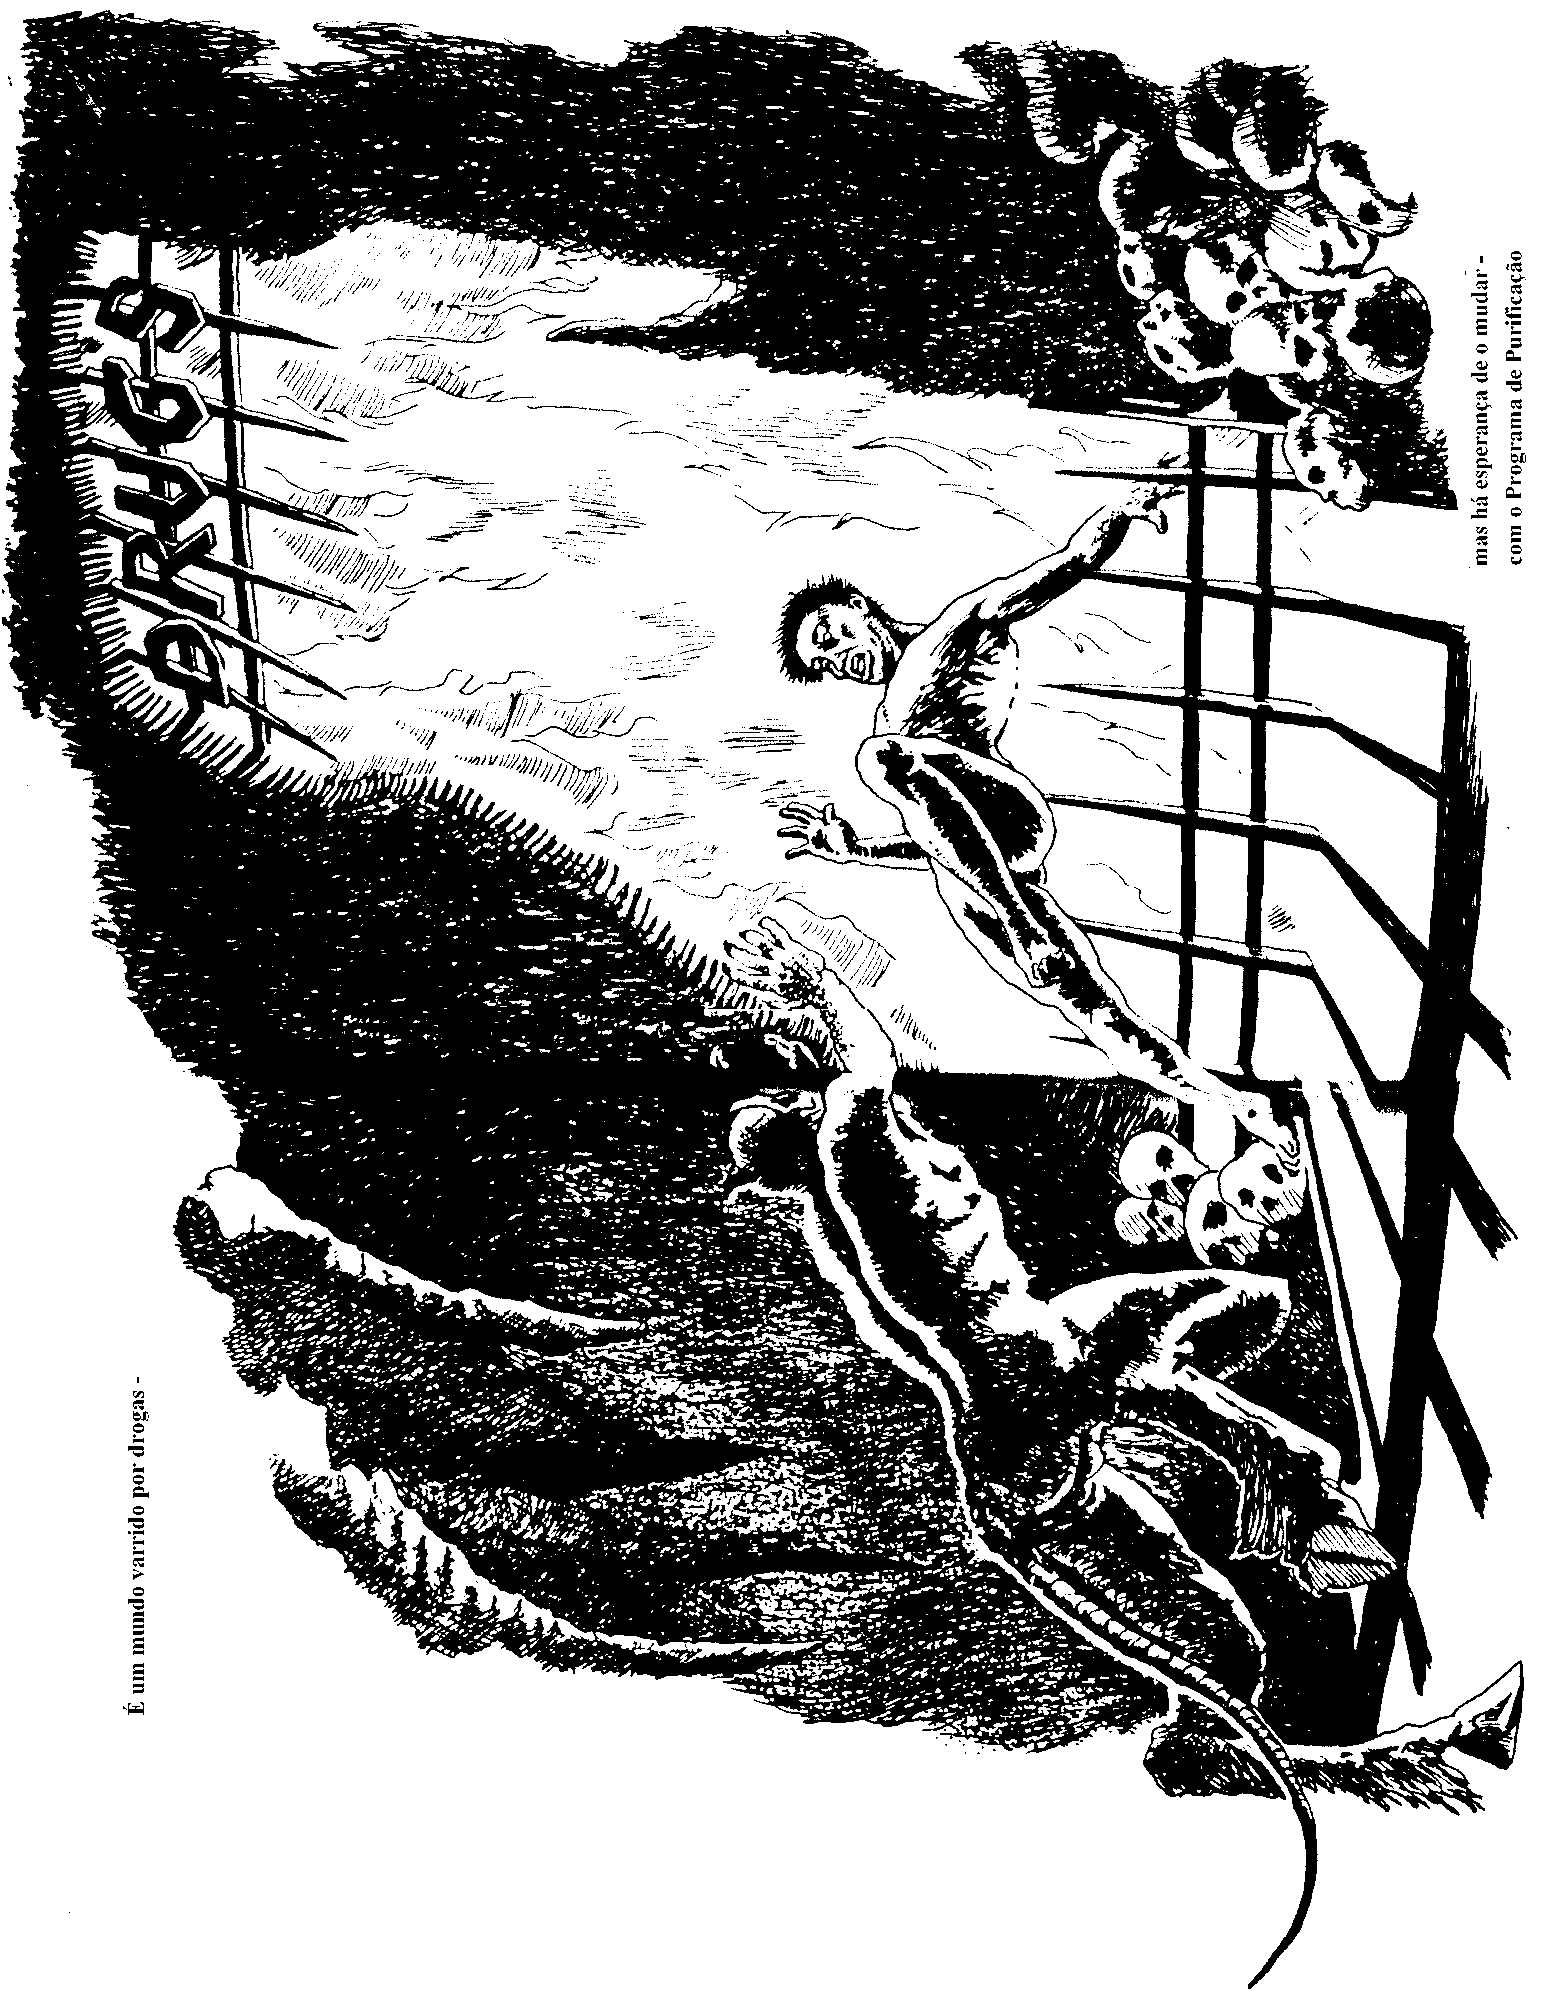 É um mundo varrido por drogas -
DRUGS
mas há esperança de o mudar -
com o Programa de Purificação